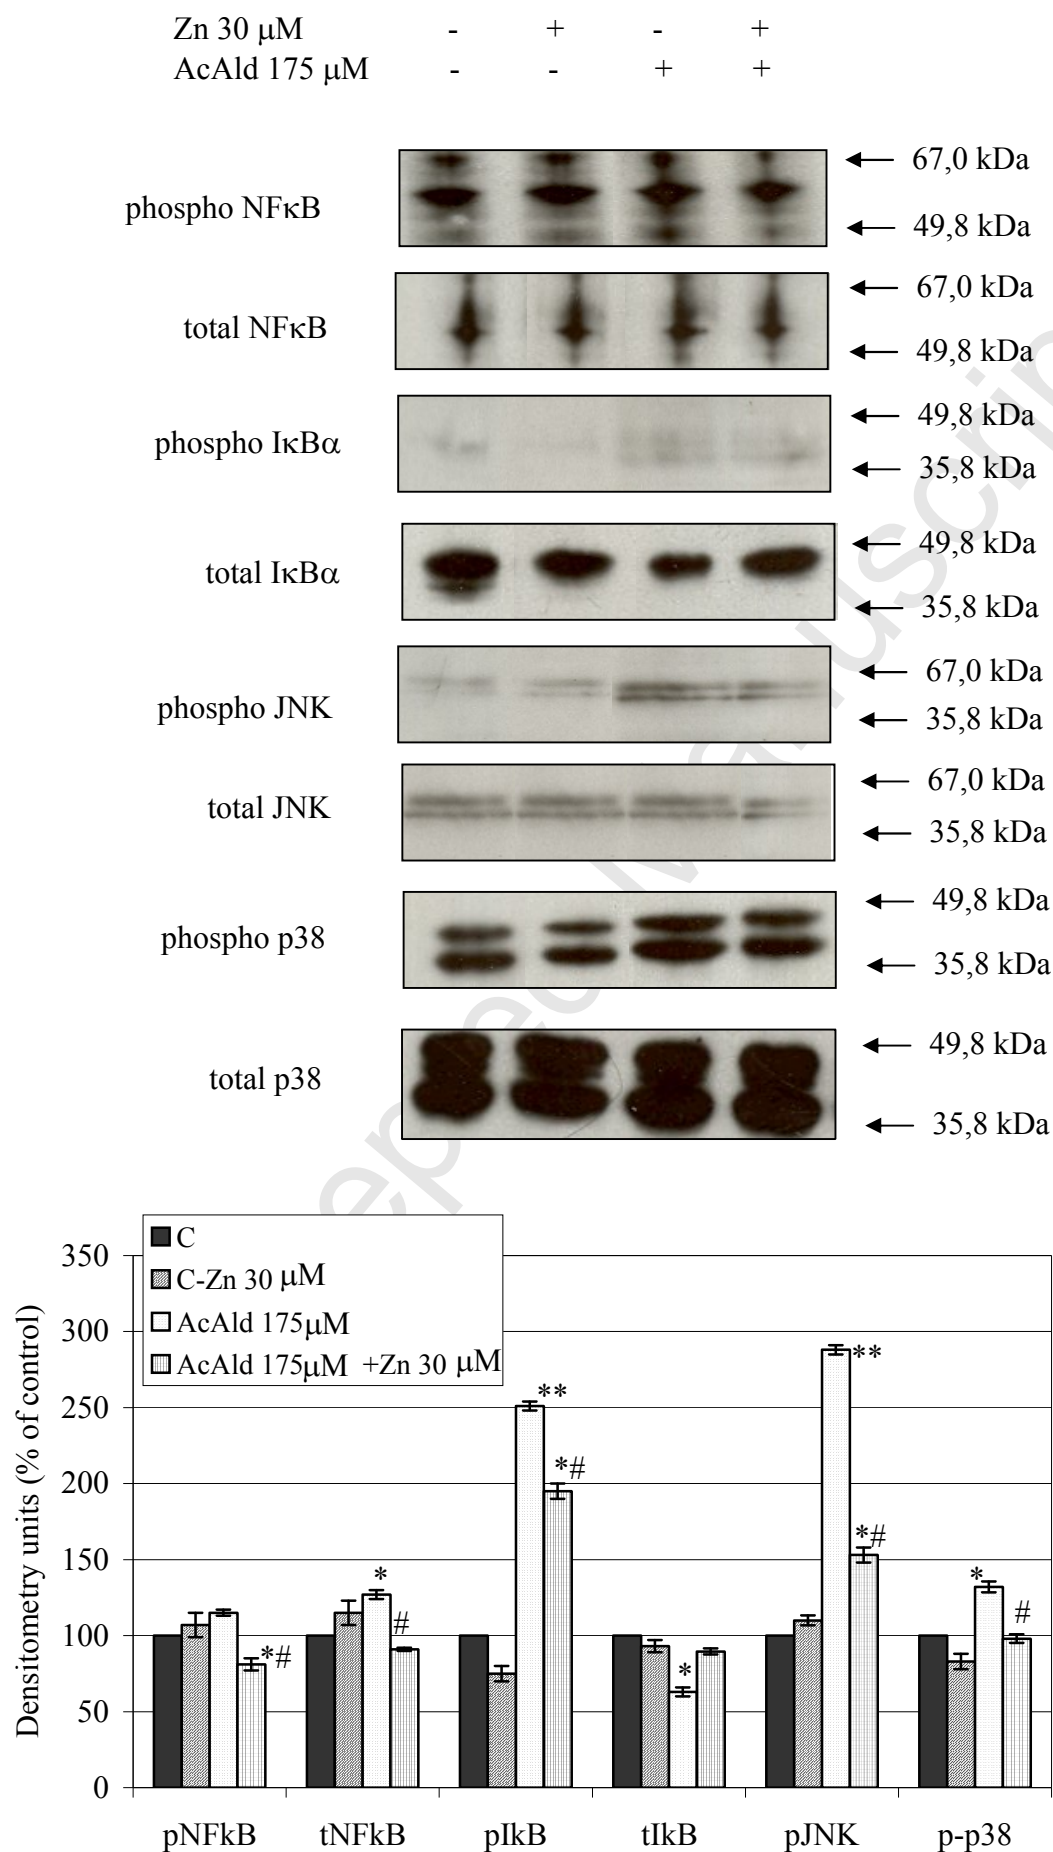 Zn 30 μM - + - +
AcAld 175 μM - - + +
67,0 kDa
phospho NFκB
49,8 kDa
67,0 kDa
total NFκB
49,8 kDa
49,8 kDa
phospho IκBα
35,8 kDa
49,8 kDa
total IκBα
35,8 kDa
67,0 kDa
phospho JNK
35,8 kDa
67,0 kDa
total JNK
35,8 kDa
49,8 kDa
phospho p38
35,8 kDa
49,8 kDa
total p38
35,8 kDa
C
C-Zn 30 μM
AcAld 175μM
AcAld 175μM +Zn 30 μM
Densitometry units (% of control)
350
300
250
200
150
100
50
0
*#
*
#
**
*#
*
**
*#
*
#
pNFkB tNFkB pIkB tIkB pJNK p-p38